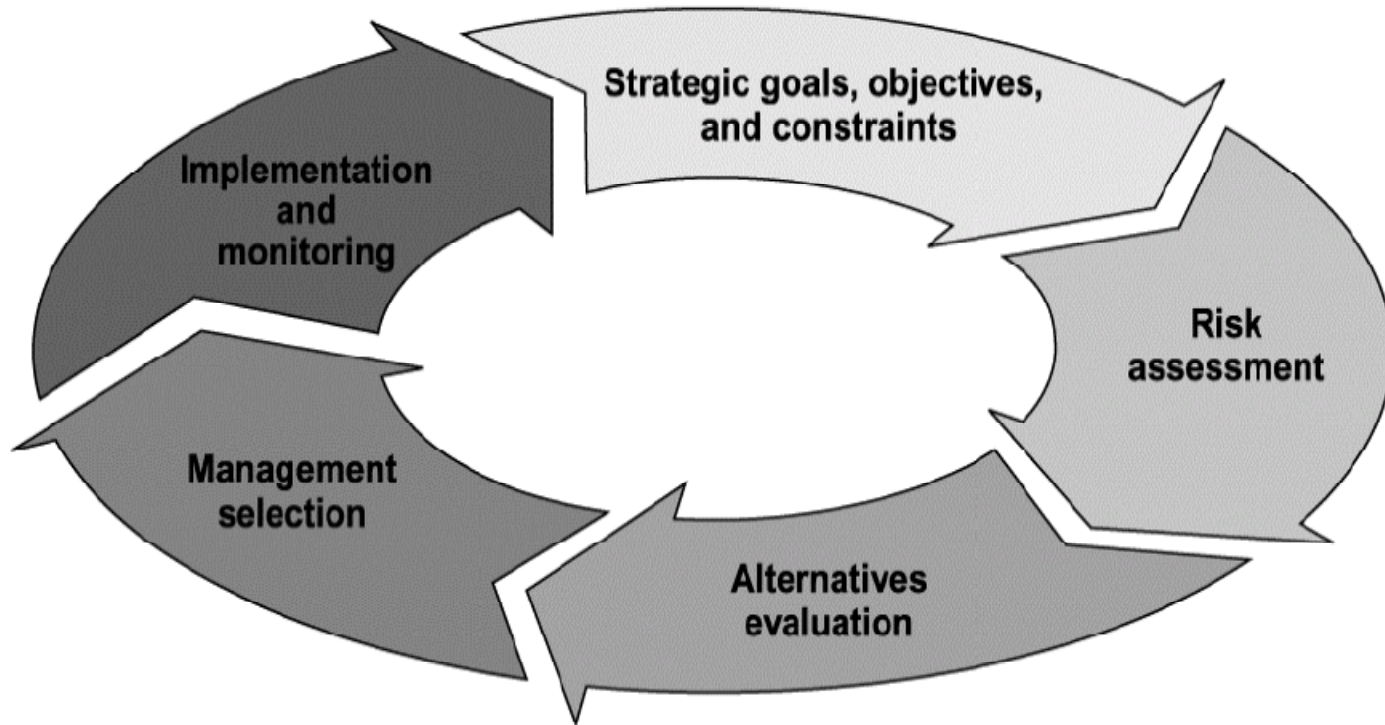 Strategic goals, objectives,
and constraints
Risk
assessment
Alternatives
evaluation
Management
selection
Implementation
and
monitoring